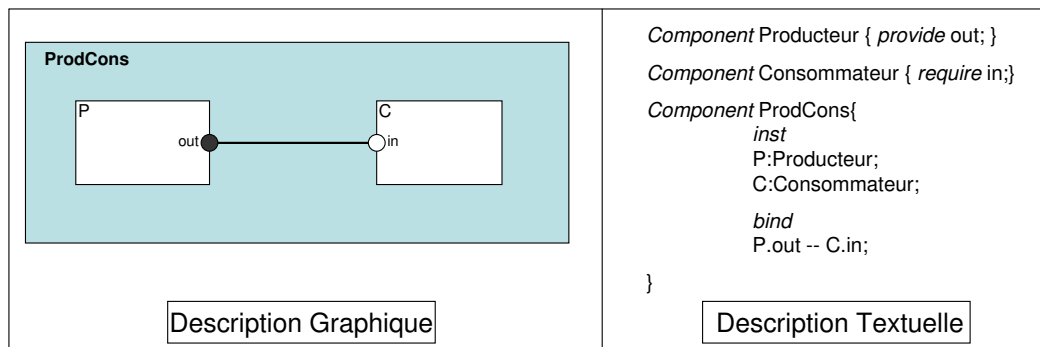 ProdCons
P
out
C
in
Description Graphique
Component Producteur { provide out; }
Component Consommateur { require in;}
Component ProdCons{
inst
P:Producteur;
C:Consommateur;
bind
P.out -- C.in;
}
Description Textuelle